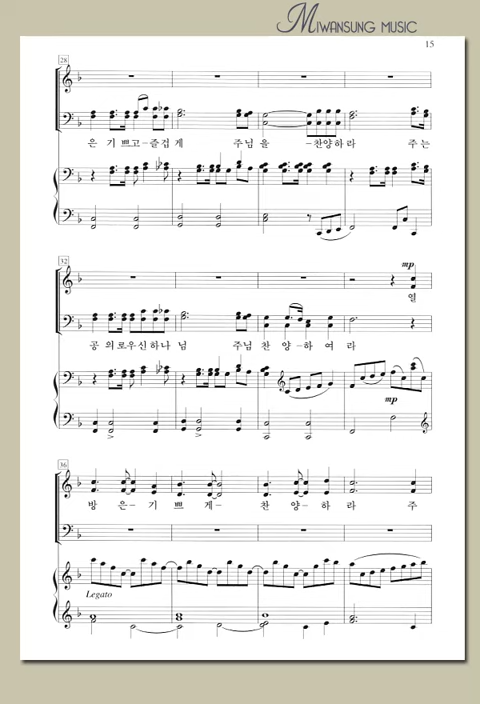 MIWANSUNG MUSIC
15
28
은 기쁘고-즐겁게 주님을 -찬양하라 주는
32
mp
열
공의로우신하나님 주님찬 양-하여라
mp
36
방 은-기쁘게- 찬 양-하라 주
Legato